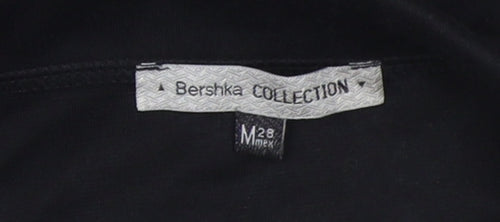 Bershka COLLECTION
M 28 mex